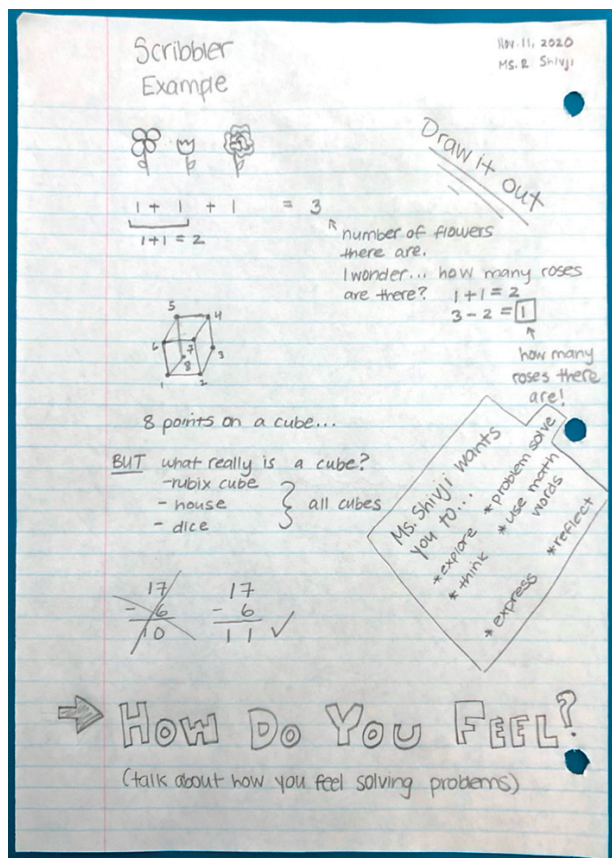 Scribbler
Example
Nov. 11, 2020
Ms. R Shivji
Draw it out
1 + 1 + 1 = 3
1+1 = 2
number of flowers
there are.
I wonder... how many roses
are there? 1+1=2
3-2=1
how many
roses there
are!
5
4
6
7
3
8
1
2
8 points on a cube...
BUT what really is a cube?
-rubix cube
- house
- dice
all cubes
Ms. Shivji wants
you to...
*explore
*think
*express
*problem solve
*use math
words
*reflect
17
- 6
10
17
- 6
11
How Do You Feel?
(talk about how you feel solving problems)